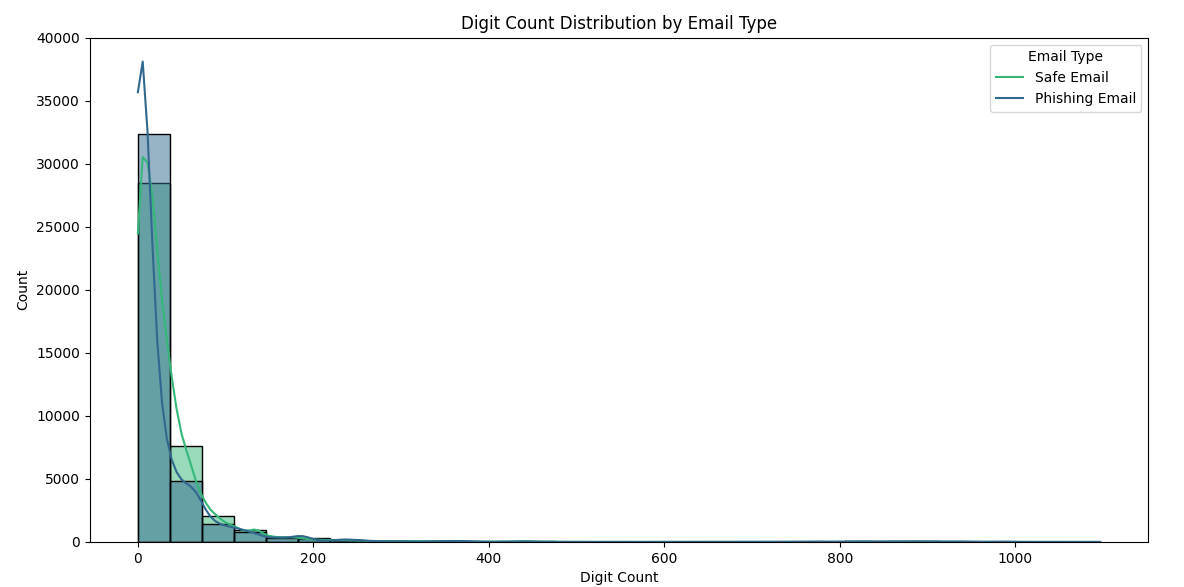 Digit Count Distribution by Email Type
Email Type
Safe Email
Phishing Email
Count
40000
35000
30000
25000
20000
15000
10000
5000
0
0 200 400 600 800 1000
Digit Count